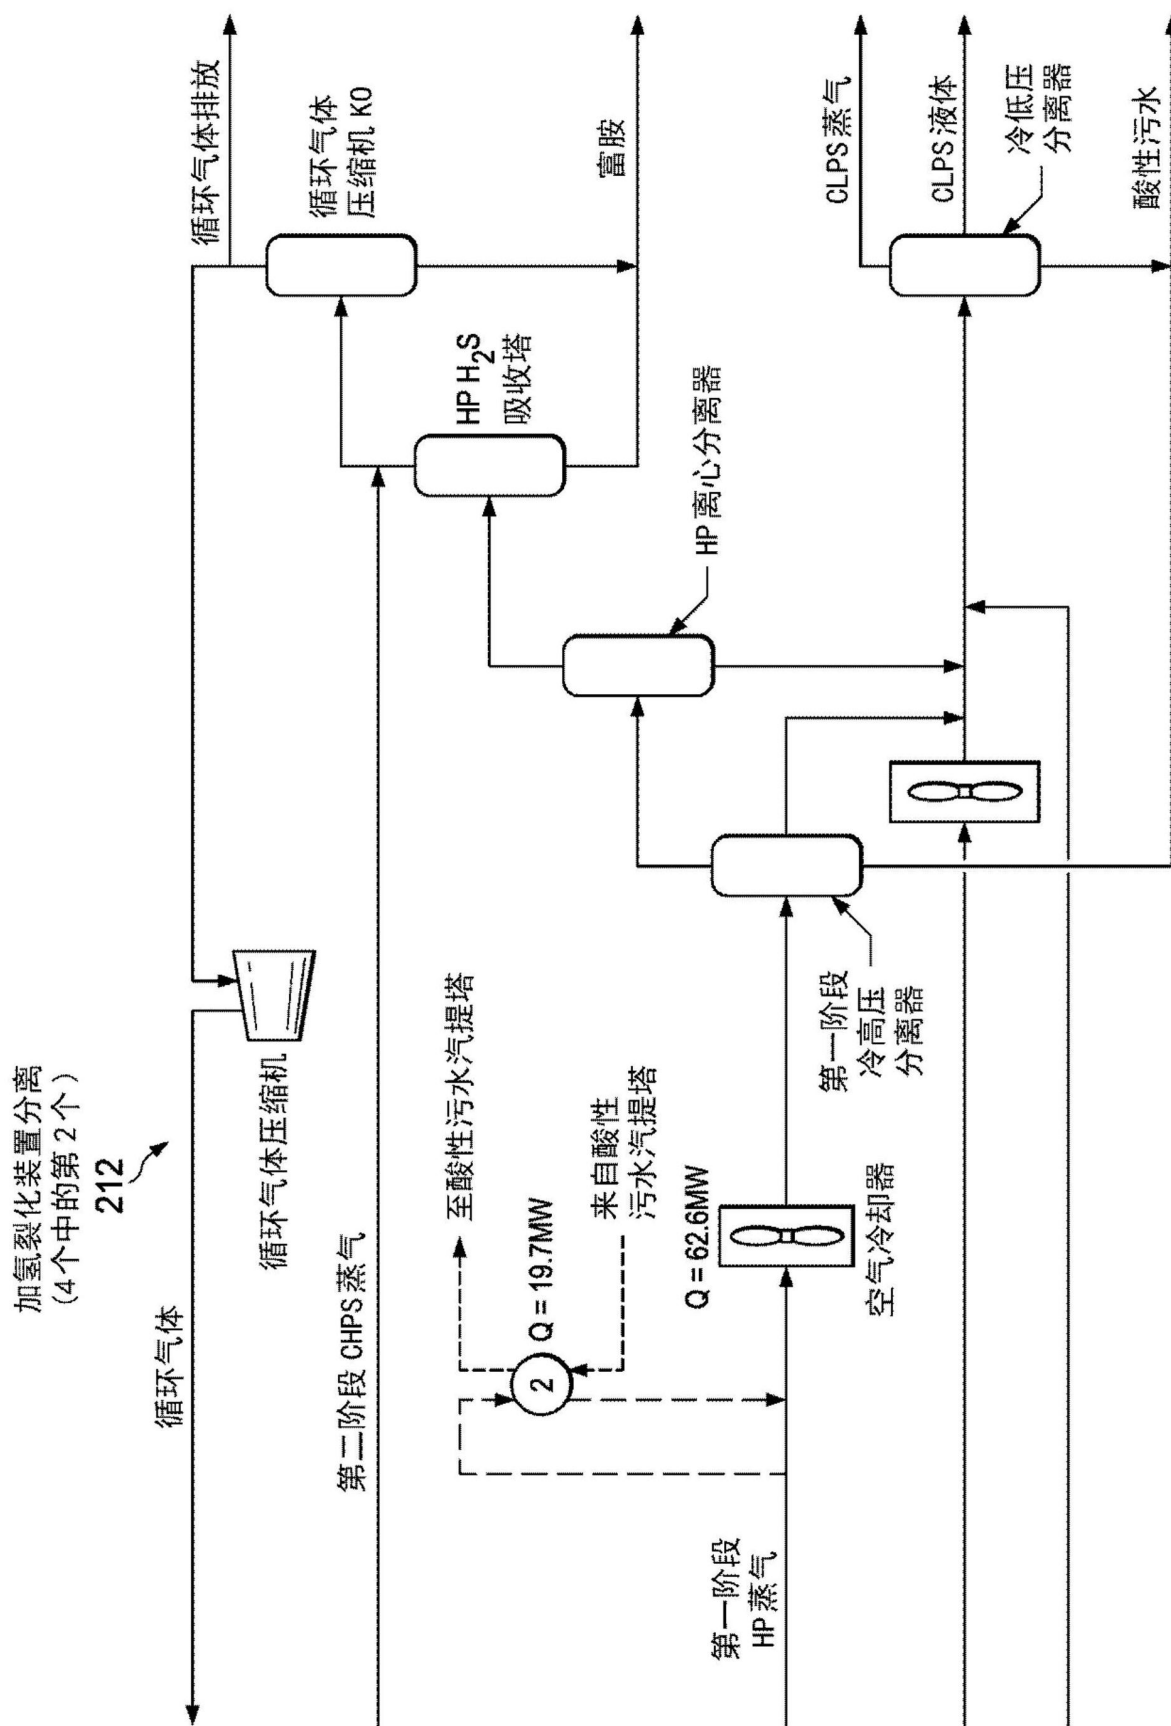 加氢裂化装置分离
(4个中的第2个)
212
循环气体
循环气体压缩机
循环气体排放
循环气体
压缩机 KO
第二阶段 CHPS 蒸气
HP H2S
吸收塔
富胺
至酸性污水汽提塔
2
Q = 19.7MW
来自酸性
污水汽提塔
HP 离心分离器
第一阶段
HP 蒸气
Q = 62.6MW
空气冷却器
第一阶段
冷高压
分离器
CLPS 蒸气
CLPS 液体
冷低压
分离器
酸性污水